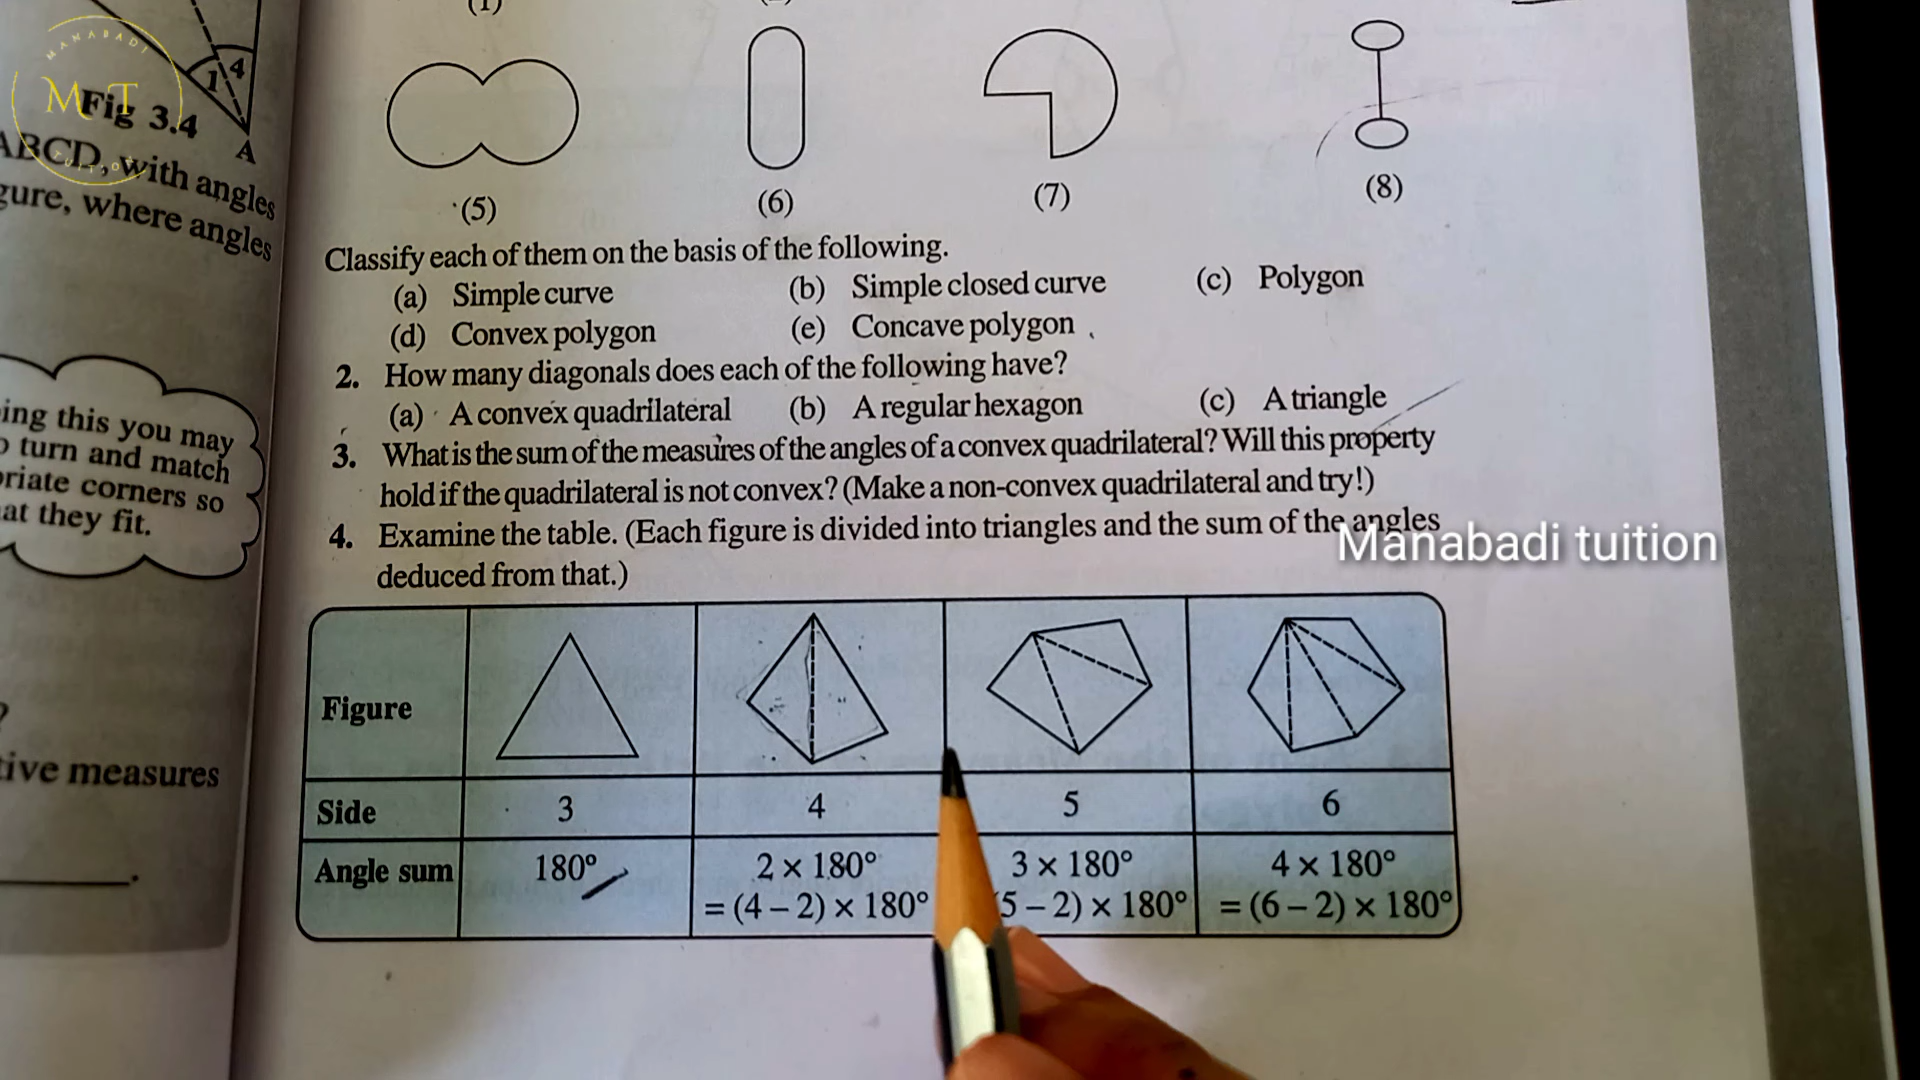 (1)
MANABADI
MT
1 4
Fig 3.4
A
ABCD, with angles
gure, where angles
ing this you may
o turn and match
priate corners so
at they fit.
?
tive measures
.
(5) (6) (7) (8)
Classify each of them on the basis of the following.
(a) Simple curve (b) Simple closed curve (c) Polygon
(d) Convex polygon (e) Concave polygon
2. How many diagonals does each of the following have?
(a) A convex quadrilateral (b) A regular hexagon (c) A triangle
3. What is the sum of the measures of the angles of a convex quadrilateral? Will this property
hold if the quadrilateral is not convex? (Make a non-convex quadrilateral and try!)
4. Examine the table. (Each figure is divided into triangles and the sum of the angles
deduced from that.)
Manabadi tuition
Figure
Side 3 4 5 6
Angle sum 180° 2 × 180° 3 × 180° 4 × 180°
= (4 – 2) × 180° 5 – 2) × 180° = (6 – 2) × 180°